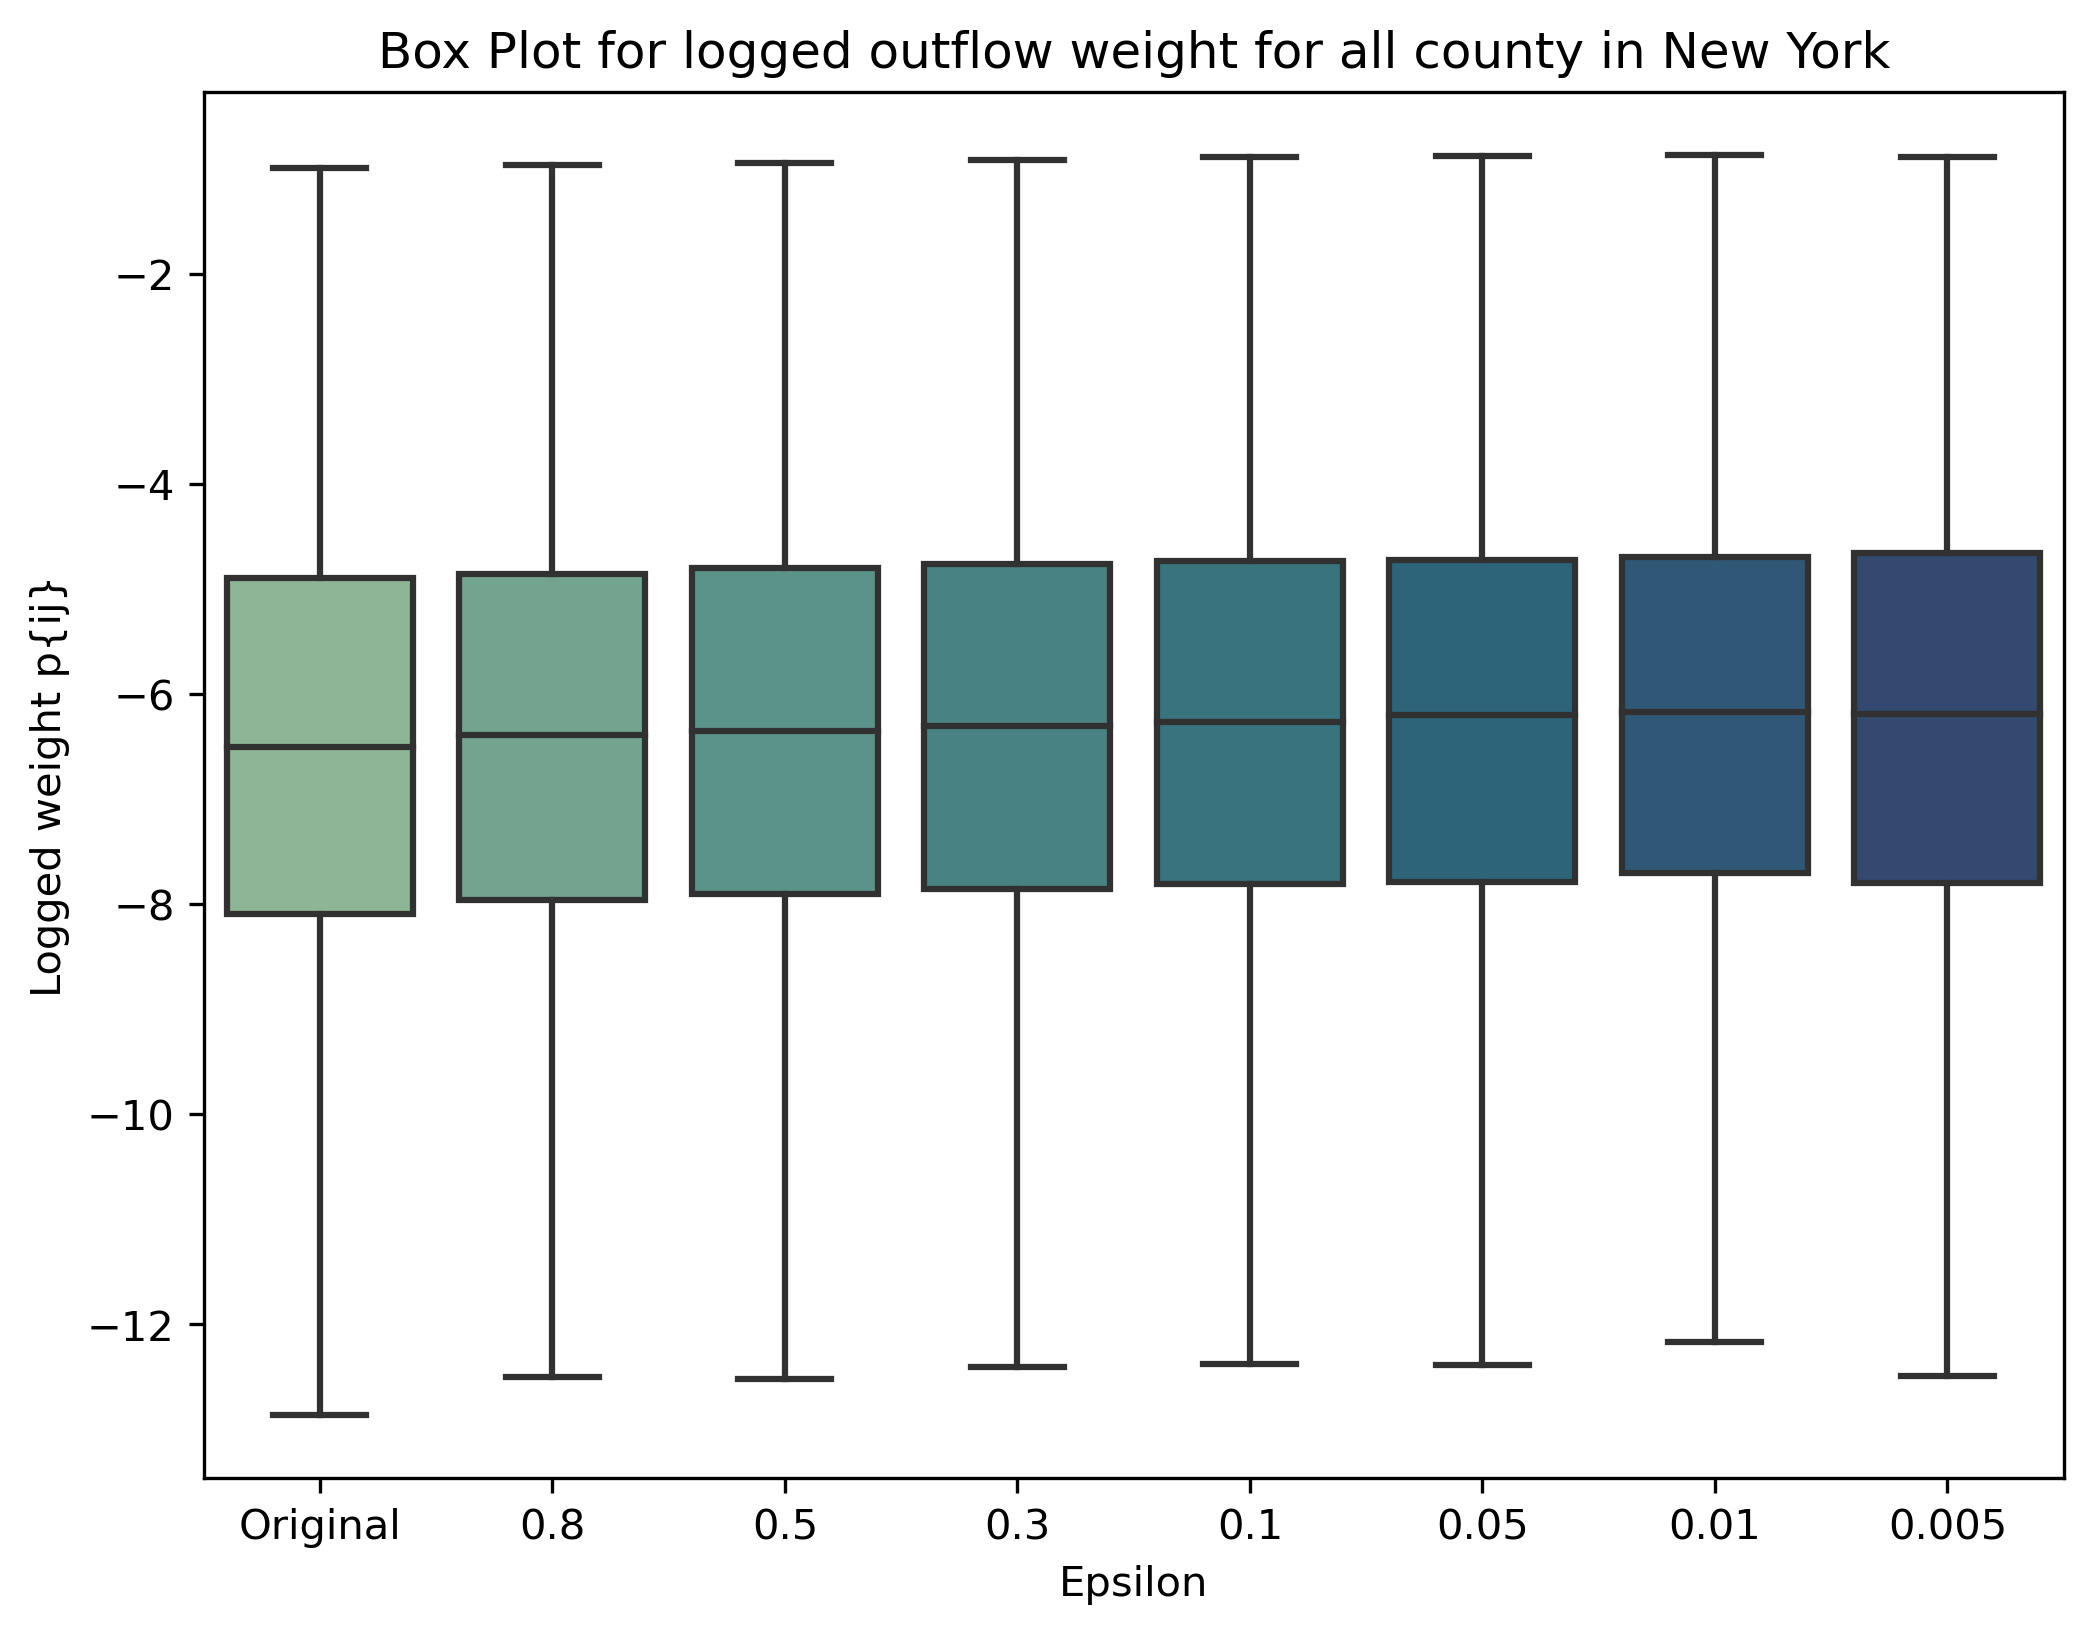 Box Plot for logged outflow weight for all county in New York
Logged weight p{ij}
−2
−4
−6
−8
−10
−12
Original 0.8 0.5 0.3 0.1 0.05 0.01 0.005
Epsilon